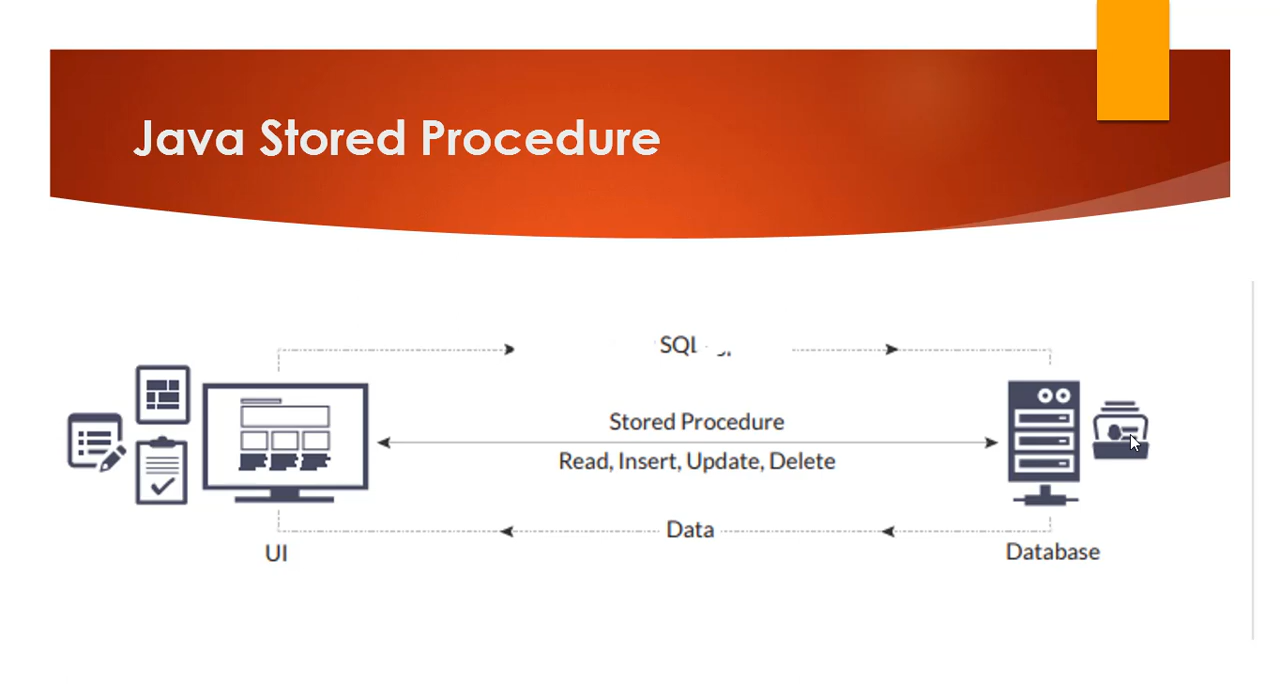 Java Stored Procedure
SQL
Stored Procedure
Read, Insert, Update, Delete
Data
UI
Database